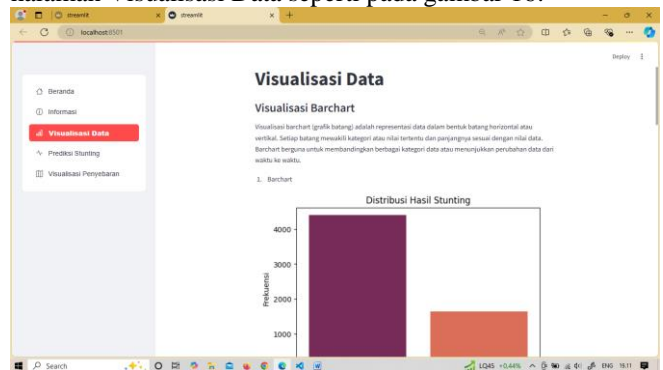 halaman Visualisasi Data seperti pada gambar 10.
streamlit
streamlit
localhost:8501
Deploy
Beranda
Informasi
Visualisasi Data
Prediksi Stunting
Visualisasi Penyebaran
Visualisasi Data
Visualisasi Barchart
Visualisasi barchart (grafik batang) adalah representasi data dalam bentuk batang horizontal atau
vertikal. Setiap batang mewakili kategori atau nilai tertentu dan panjangnya sesuai dengan nilai data.
Barchart berguna untuk membandingkan berbagai kategori data atau menunjukkan perubahan data dari
waktu ke waktu.
1. Barchart
Distribusi Hasil Stunting
Frekuensi
4000
3000
2000
1000
Search
LQ45 +0,44%
ENG 19.11